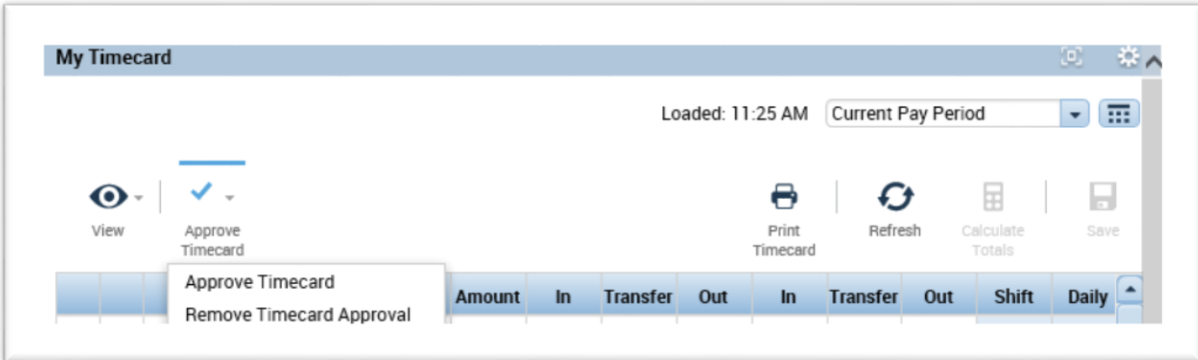 My Timecard
Loaded: 11:25 AM Current Pay Period
View
Approve
Timecard
Print
Timecard
Refresh
Calculate
Totals
Save
Approve Timecard
Remove Timecard Approval
Amount In Transfer Out In Transfer Out Shift Daily